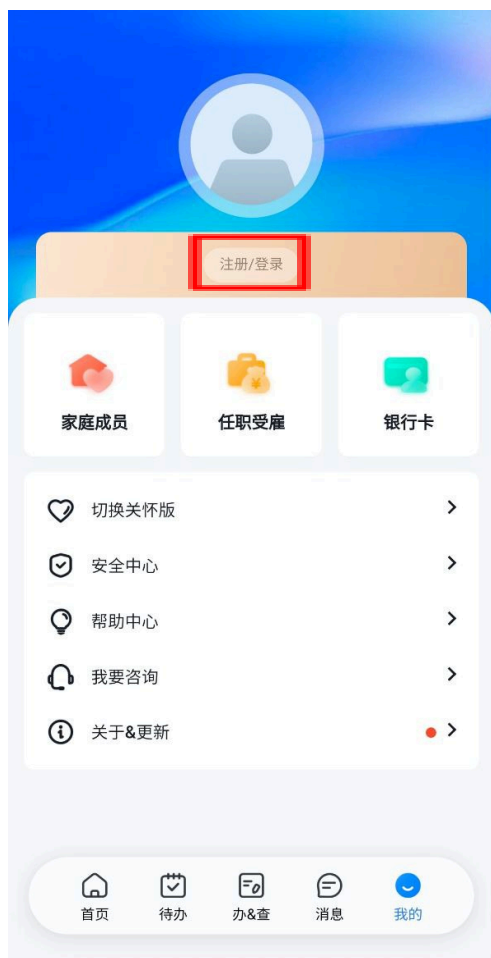 注册/登录
家庭成员 任职受雇 银行卡
切换关怀版
安全中心
帮助中心
我要咨询
关于&更新
首页 待办 办&查 消息 我的